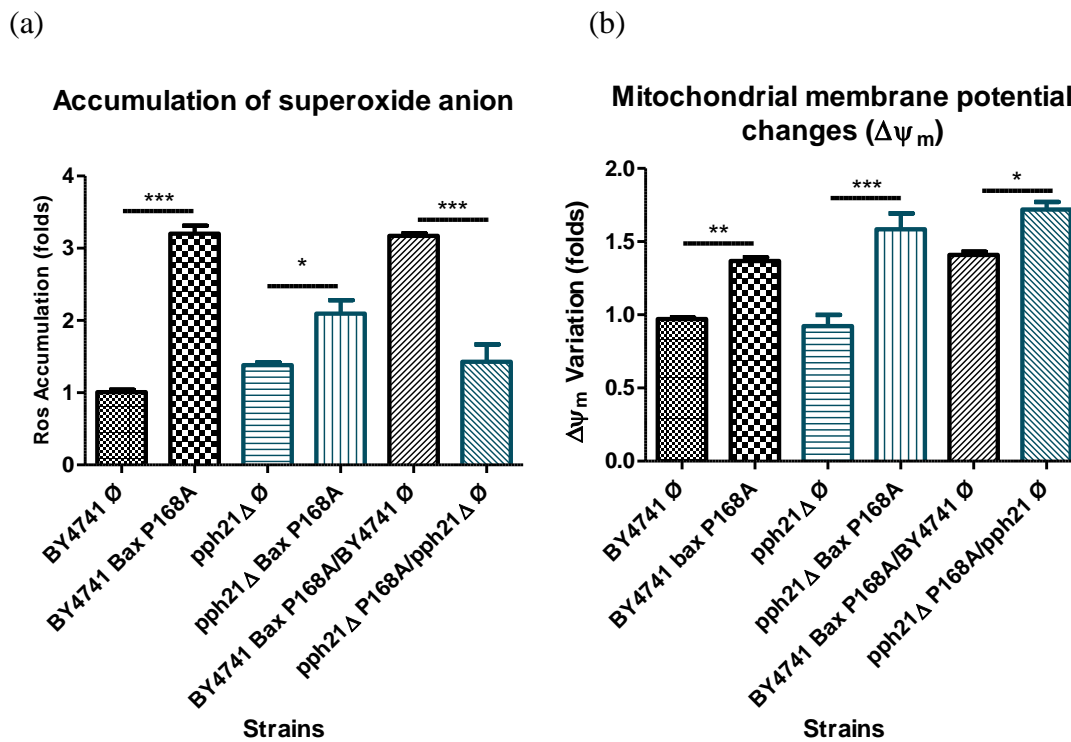 (a)
Accumulation of superoxide anion
Ros Accumulation (folds)
4
3
2
1
0
***
*
***
BY4741 Ø
BY4741 Bax P168A
pph21Δ Ø
pph21Δ Bax P168A
BY4741 Bax P168A/BY4741 Ø
pph21Δ P168A/pph21Δ Ø
Strains
(b)
Mitochondrial membrane potential
changes (Δψm)
Δψm Variation (folds)
2.0
1.5
1.0
0.5
0.0
**
***
*
BY4741 Ø
BY4741 bax P168A
pph21Δ Ø
pph21Δ Bax P168A
BY4741 Bax P168A/BY4741 Ø
pph21Δ P168A/pph21 Ø
Strains